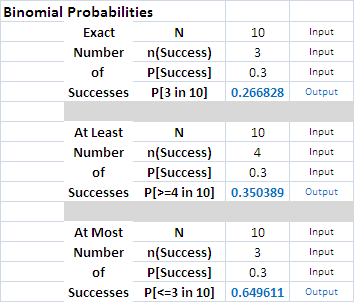 Binomial Probabilities
Exact N 10 Input
Number n(Success) 3 Input
of P[Success] 0.3 Input
Successes P[3 in 10] 0.266828 Output
At Least N 10 Input
Number n(Success) 4 Input
of P[Success] 0.3 Input
Successes P[>=4 in 10] 0.350389 Output
At Most N 10 Input
Number n(Success) 3 Input
of P[Success] 0.3 Input
Successes P[<=3 in 10] 0.649611 Output